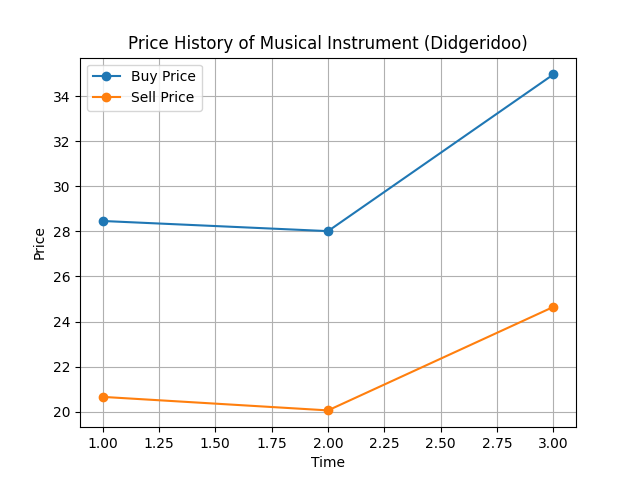 Price History of Musical Instrument (Didgeridoo)
Buy Price
Sell Price
34
32
30
28
26
24
22
20
Price
1.00 1.25 1.50 1.75 2.00 2.25 2.50 2.75 3.00
Time